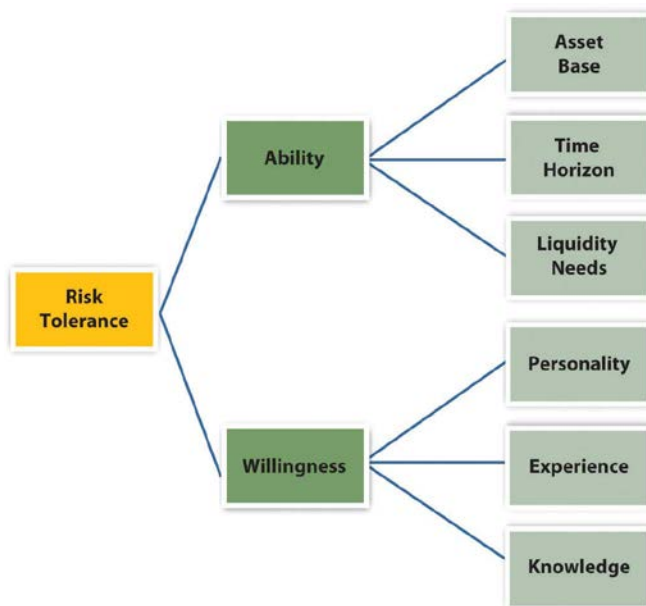 Asset
Base
Ability
Time
Horizon
Liquidity
Needs
Risk
Tolerance
Personality
Willingness
Experience
Knowledge